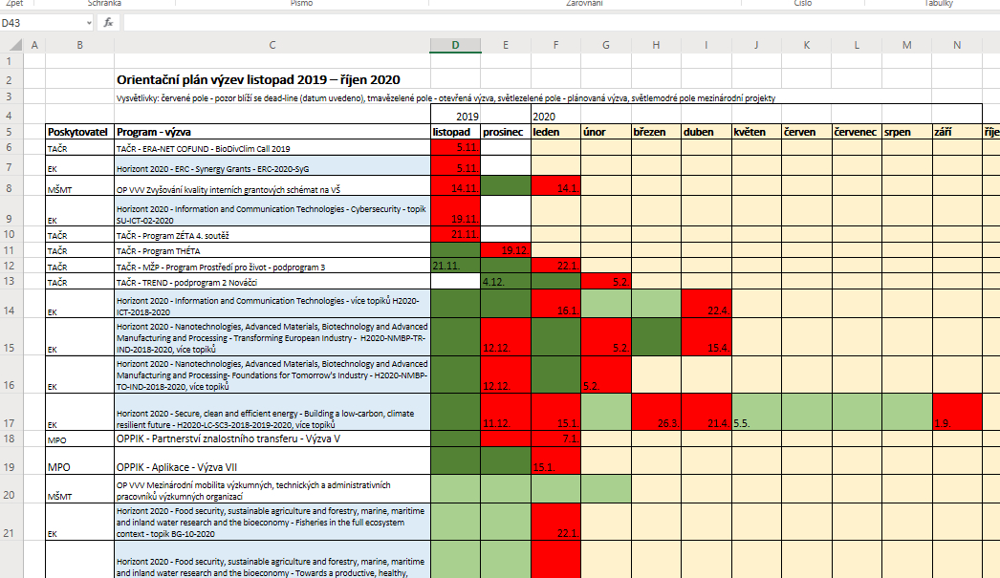 Zpět Schránka Písmo Zarovnání Číslo Tabulky
D43 fx
A B C D E F G H I J K L M N
1
2 Orientační plán výzev listopad 2019 – říjen 2020
3 Vysvětlivky: červené pole - pozor blíží se dead-line (datum uvedeno), tmavězelené pole - otevřená výzva, světlezelené pole - plánovaná výzva, světlemodré pole mezinárodní projekty
4 2019 2020
5 Poskytovatel Program - výzva listopad prosinec leden únor březen duben květen červen červenec srpen září říje
6 TAČR TAČR - ERA-NET COFUND - BioDivClim Call 2019 5.11.
7 EK Horizont 2020 - ERC - Synergy Grants - ERC-2020-SyG 5.11.
8 MŠMT OP VVV Zvyšování kvality interních grantových schémat na VŠ 14.11. 14.1.
Horizont 2020 - Information and Communication Technologies - Cybersecurity - topik
9 EK SU-ICT-02-2020 19.11.
10 TAČR TAČR - Program ZÉTA 4. soutěž 21.11.
11 TAČR TAČR - Program THÉTA 19.12.
12 TAČR TAČR - MŽP - Program Prostředí pro život - podprogram 3 21.11. 22.1.
13 TAČR TAČR - TREND - podprogram 2 Nováčci 4.12. 5.2.
Horizont 2020 - Information and Communication Technologies - více topiků H2020-
14 EK ICT-2018-2020 16.1. 22.4.
Horizont 2020 - Nanotechnologies, Advanced Materials, Biotechnology and Advanced
Manufacturing and Processing - Transforming European Industry - H2020-NMBP-TR-
15 EK IND-2018-2020, více topiků 12.12. 5.2. 15.4.
Horizont 2020 - Nanotechnologies, Advanced Materials, Biotechnology and Advanced
Manufacturing and Processing- Foundations for Tomorrow's Industry - H2020-NMBP-
16 EK TO-IND-2018-2020, více topiků 12.12. 5.2.
Horizont 2020 - Secure, clean and efficient energy - Building a low-carbon, climate
17 EK resilient future - H2020-LC-SC3-2018-2019-2020, více topiků 11.12. 15.1. 26.3. 21.4. 5.5. 1.9.
18 MPO OPPIK - Partnerství znalostního transferu - Výzva V 7.1.
19 MPO OPPIK - Aplikace - Výzva VII 15.1.
OP VVV Mezinárodní mobilita výzkumných, technických a administrativních
20 MŠMT pracovníků výzkumných organizací
Horizont 2020 - Food security, sustainable agriculture and forestry, marine, maritime
and inland water research and the bioeconomy - Fisheries in the full ecosystem
21 EK context - topik BG-10-2020 22.1.
Horizont 2020 - Food security, sustainable agriculture and forestry, marine, maritime
and inland water research and the bioeconomy - Towards a productive, healthy,